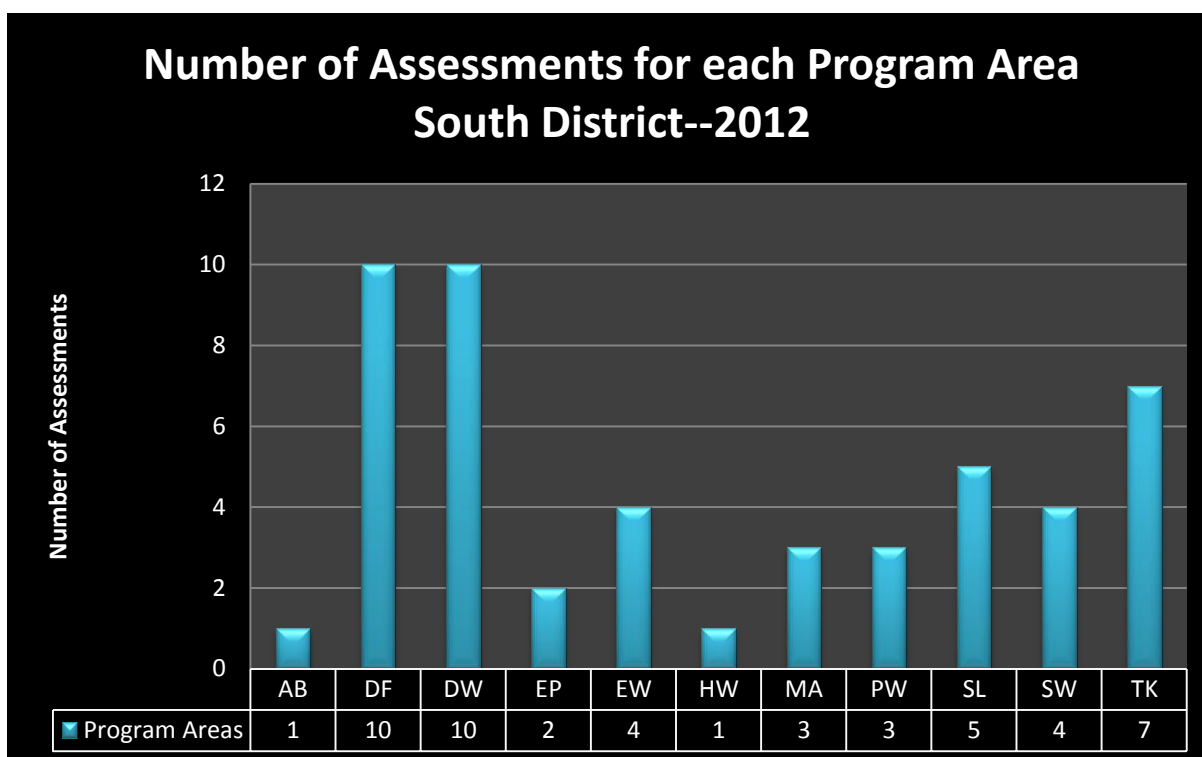 Number of Assessments for each Program Area
South District--2012
Number of Assessments
12
10
8
6
4
2
0
AB DF DW EP EW HW MA PW SL SW TK
Program Areas 1 10 10 2 4 1 3 3 5 4 7